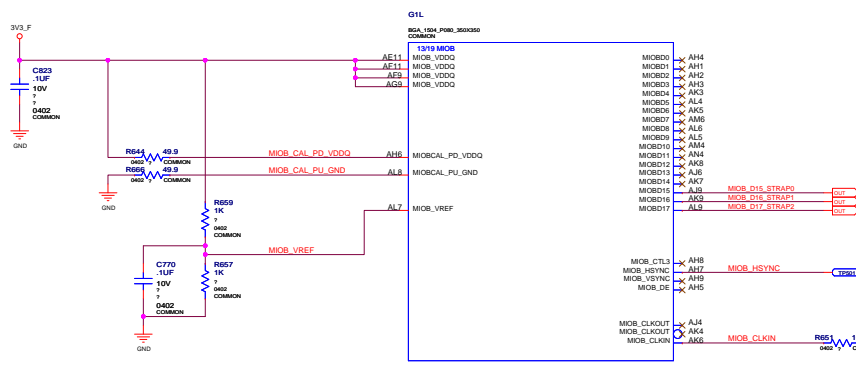 G1L
3V3_F
BGA_1504_P080_350X350
COMMON
13/19 MIOB
AE11 MIOB_VDDQ MIOBD0 AH4
AF11 MIOB_VDDQ MIOBD1 AH1
AF9 MIOB_VDDQ MIOBD2 AH2
AG9 MIOB_VDDQ MIOBD3 AH3
MIOBD4 AK3
MIOBD5 AL4
MIOBD6 AK5
MIOBD7 AM6
MIOBD8 AL6
MIOBD9 AL5
MIOBD10 AM4
MIOBD11 AN4
MIOBD12 AK8
MIOBD13 AJ6
MIOBD14 AK7
MIOBD15 AJ9 MIOB_D15_STRAP0 OUT
MIOBD16 AK9 MIOB_D16_STRAP1 OUT
MIOBD17 AL9 MIOB_D17_STRAP2 OUT
C823
.1UF
10V
?
?
0402
COMMON
GND
R644 49.9 MIOB_CAL_PD_VDDQ AH6 MIOBCAL_PD_VDDQ
0402 ? COMMON
R666 49.9 MIOB_CAL_PU_GND AL8 MIOBCAL_PU_GND
0402 ? COMMON
GND
R659
1K
?
0402
COMMON
AL7 MIOB_VREF
MIOB_VREF
C770
.1UF
10V
?
?
0402
COMMON
GND
R657
1K
?
0402
COMMON
MIOB_CTL3 AH8
MIOB_HSYNC AH7 MIOB_HSYNC TP501
MIOB_VSYNC AH9
MIOB_DE AH5
MIOB_CLKOUT AJ4
MIOB_CLKOUT AK4
MIOB_CLKIN AK6 MIOB_CLKIN R651
0402 ?